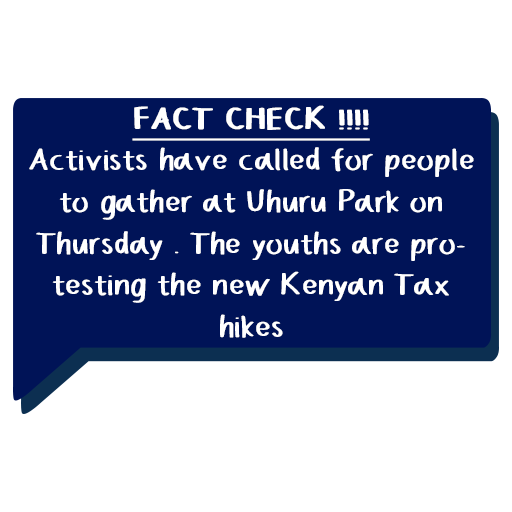 FACT CHECK !!!!
Activists have called for people
to gather at Uhuru Park on
Thursday . The youths are pro-
testing the new Kenyan Tax
hikes